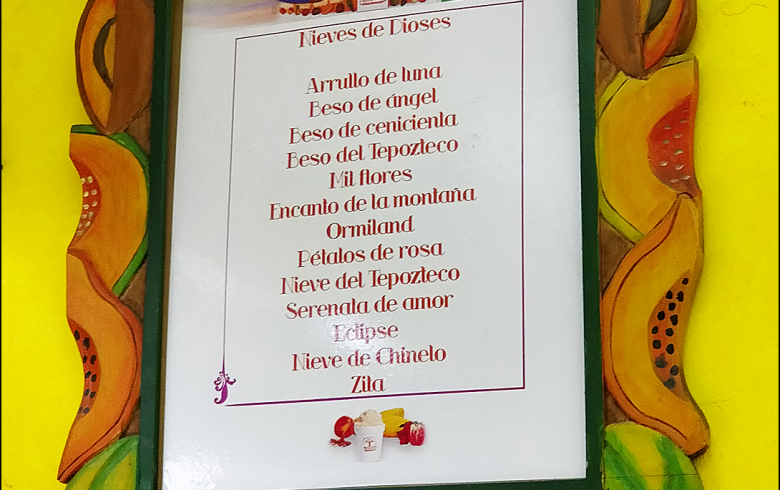 Nieves de Dioses
Arrullo de luna
Beso de ángel
Beso de cenicienta
Beso del Tepozteco
Mil flores
Encanto de la montaña
Ormiland
Pétalos de rosa
Nieve del Tepozteco
Serenata de amor
Eclipse
Nieve de Chinelo
Zita